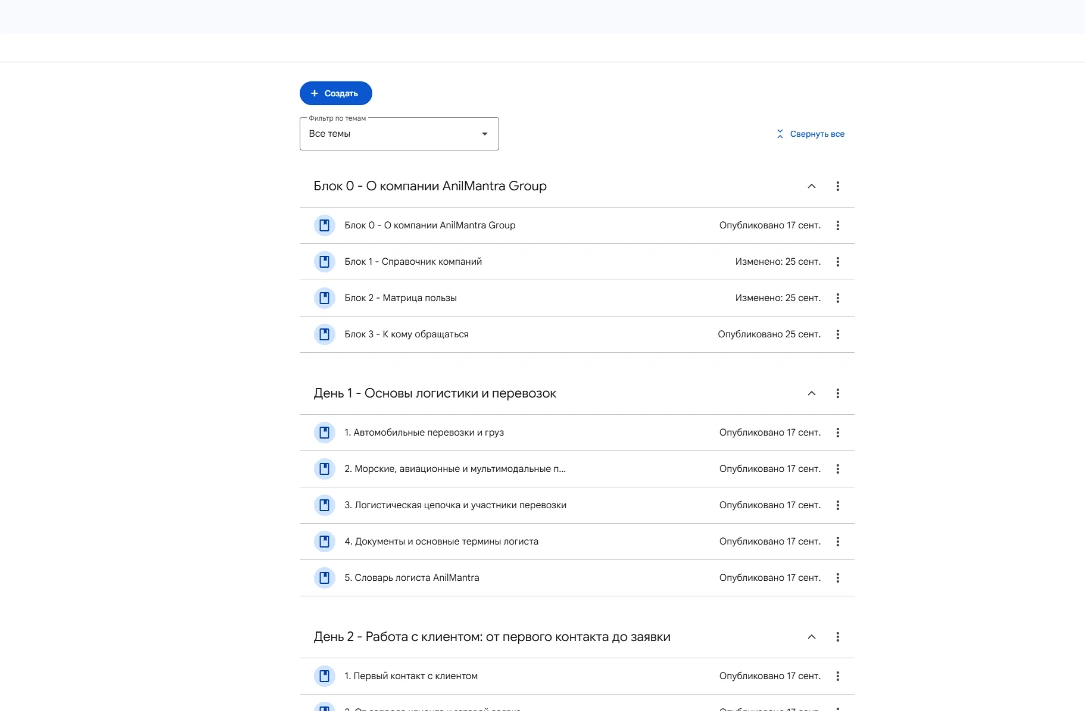 Создать
Фильтр по темам
Все темы
Свернуть все
Блок 0 - О компании AnilMantra Group
Блок 0 - О компании AnilMantra Group Опубликовано 17 сент.
Блок 1 - Справочник компаний Изменено: 25 сент.
Блок 2 - Матрица пользы Изменено: 25 сент.
Блок 3 - К кому обращаться Опубликовано 25 сент.
День 1 - Основы логистики и перевозок
1. Автомобильные перевозки и груз Опубликовано 17 сент.
2. Морские, авиационные и мультимодальные п... Опубликовано 17 сент.
3. Логистическая цепочка и участники перевозки Опубликовано 17 сент.
4. Документы и основные термины логиста Опубликовано 17 сент.
5. Словарь логиста AnilMantra Опубликовано 17 сент.
День 2 - Работа с клиентом: от первого контакта до заявки
1. Первый контакт с клиентом Опубликовано 17 сент.